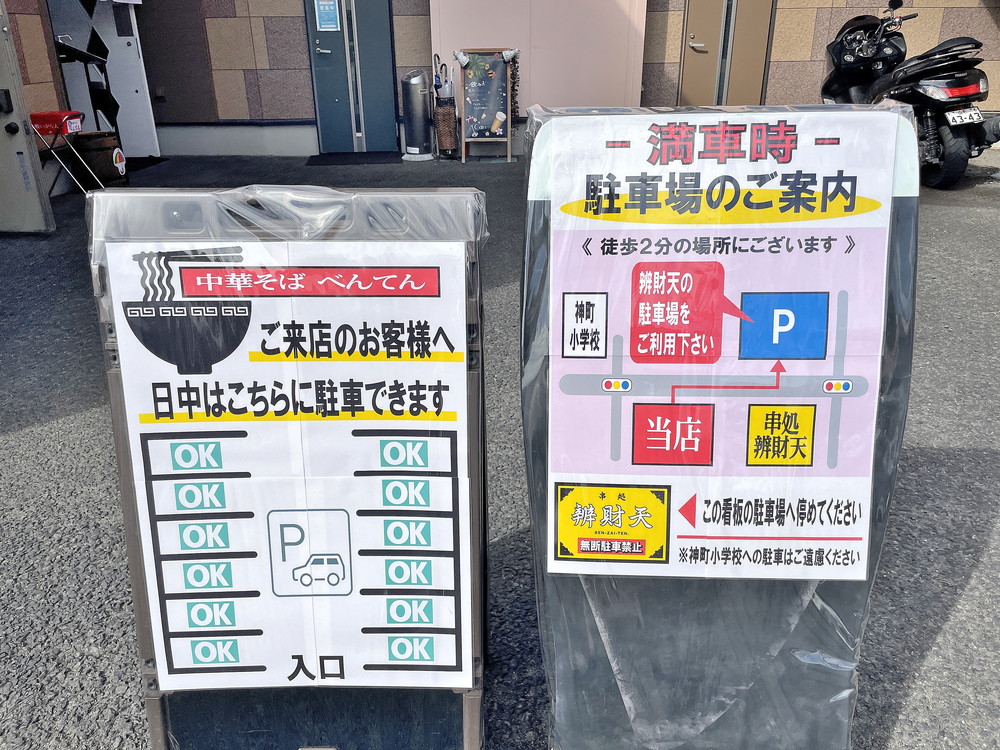 中華そば べんてん
ご来店のお客様へ
日中はこちらに駐車できます
OK OK
OK OK
OK OK
OK OK
OK OK
OK OK
P
入口
- 満車時 -
駐車場のご案内
《 徒歩2分の場所にございます 》
神町
小学校
辨財天の
駐車場を
ご利用下さい
P
当店
串処
辨財天
串処
辨財天
BEN-ZAI-TEN
無断駐車禁止
この看板の駐車場へ停めてください
※神町小学校への駐車はご遠慮ください
43-43